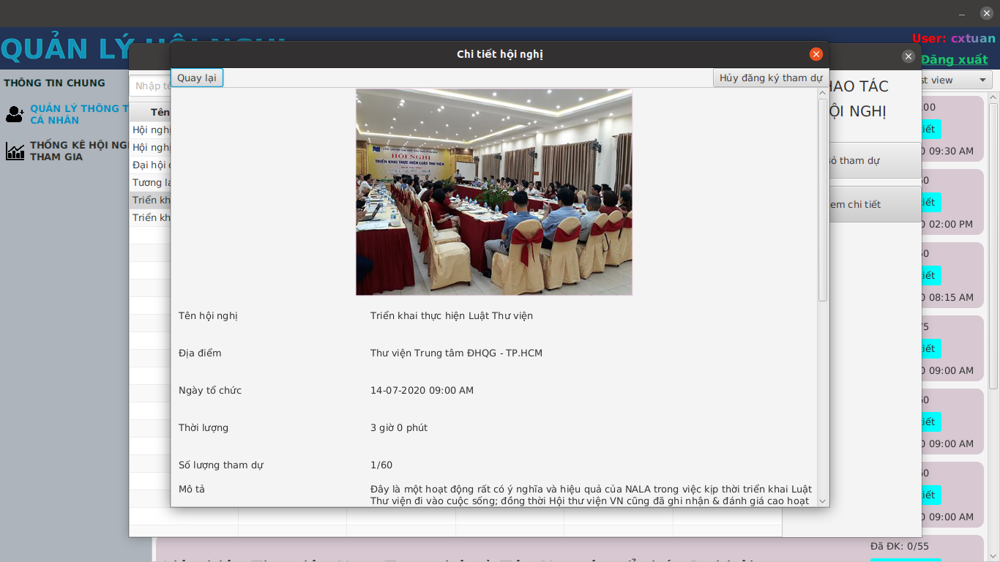 QUẢN LÝ HỘI NGHỊ
User: cxtuan
Đăng xuất
Chi tiết hội nghị
Quay lại
Hủy đăng ký tham dự
THÔNG TIN CHUNG
QUẢN LÝ THÔNG T
CÁ NHÂN
THỐNG KÊ HỘI NG
THAM GIA
Nhập tê
Tên
Hội nghị
Hội nghị
Đại hội
Tương la
Triển kh
Triển kh
HAO TÁC
ỘI NGHỊ
ỏ tham dự
em chi tiết
st view
HỘI NGHỊ
TRIỂN KHAI THỰC HIỆN LUẬT THƯ VIỆN
Tên hội nghị
Triển khai thực hiện Luật Thư viện
Địa điểm
Thư viện Trung tâm ĐHQG - TP.HCM
Ngày tổ chức
14-07-2020 09:00 AM
Thời lượng
3 giờ 0 phút
Số lượng tham dự
1/60
Mô tả
Đây là một hoạt động rất có ý nghĩa và hiệu quả của NALA trong việc kịp thời triển khai Luật
Thư viện đi vào cuộc sống; đồng thời Hội thư viện VN cũng đã ghi nhận & đánh giá cao hoạt
00
iết
0 09:30 AM
0
iết
0 02:00 PM
0
iết
0 08:15 AM
5
iết
0 09:00 AM
0
iết
0 09:00 AM
0
iết
0 09:00 AM
Đã ĐK: 0/55